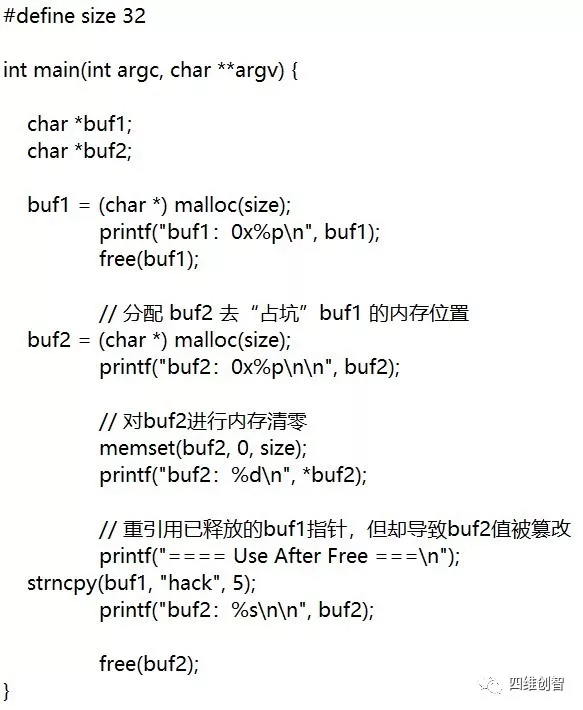 #define size 32
int main(int argc, char **argv) {
char *buf1;
char *buf2;
buf1 = (char *) malloc(size);
printf("buf1：0x%p\n", buf1);
free(buf1);
// 分配 buf2 去“占坑”buf1 的内存位置
buf2 = (char *) malloc(size);
printf("buf2：0x%p\n\n", buf2);
// 对buf2进行内存清零
memset(buf2, 0, size);
printf("buf2：%d\n", *buf2);
// 重引用已释放的buf1指针，但却导致buf2值被篡改
printf("==== Use After Free ===\n");
strncpy(buf1, "hack", 5);
printf("buf2：%s\n\n", buf2);
free(buf2);
}
四维创智